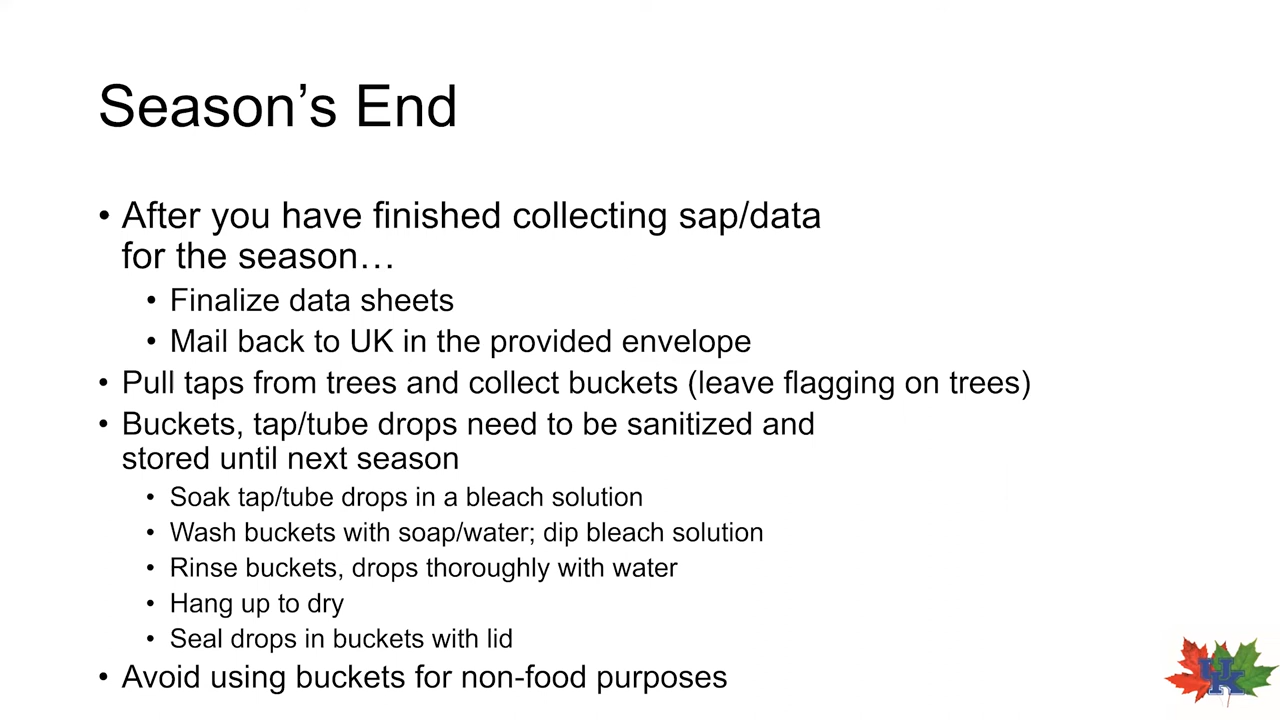 Season’s End
• After you have finished collecting sap/data
for the season…
• Finalize data sheets
• Mail back to UK in the provided envelope
• Pull taps from trees and collect buckets (leave flagging on trees)
• Buckets, tap/tube drops need to be sanitized and
stored until next season
• Soak tap/tube drops in a bleach solution
• Wash buckets with soap/water; dip bleach solution
• Rinse buckets, drops thoroughly with water
• Hang up to dry
• Seal drops in buckets with lid
• Avoid using buckets for non-food purposes
UK